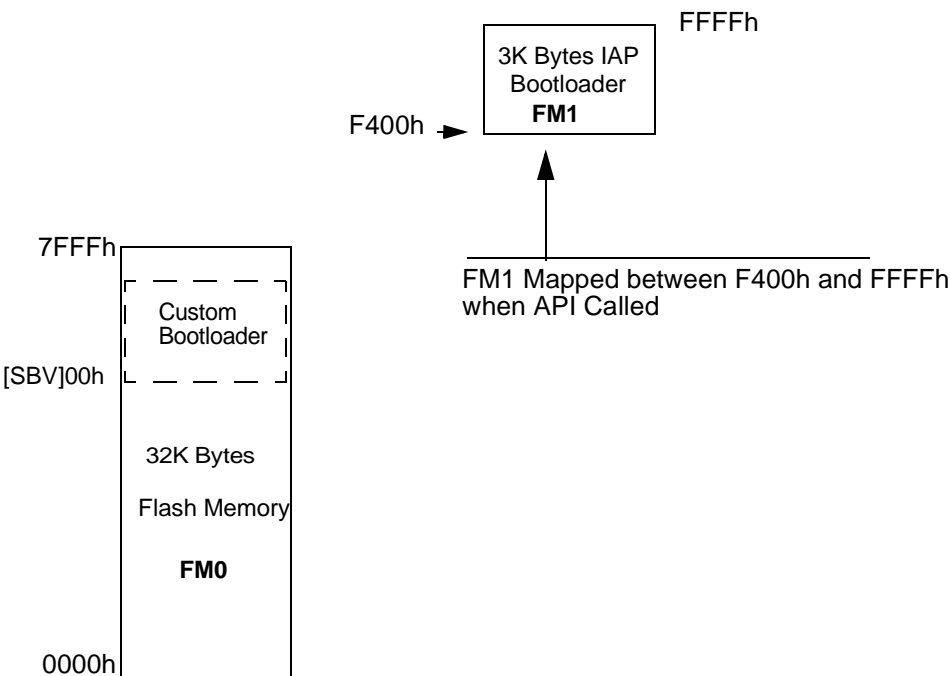 FFFFh
3K Bytes IAP
Bootloader
FM1
F400h
7FFFh
FM1 Mapped between F400h and FFFFh
when API Called
Custom
Bootloader
[SBV]00h
32K Bytes
Flash Memory
FM0
0000h